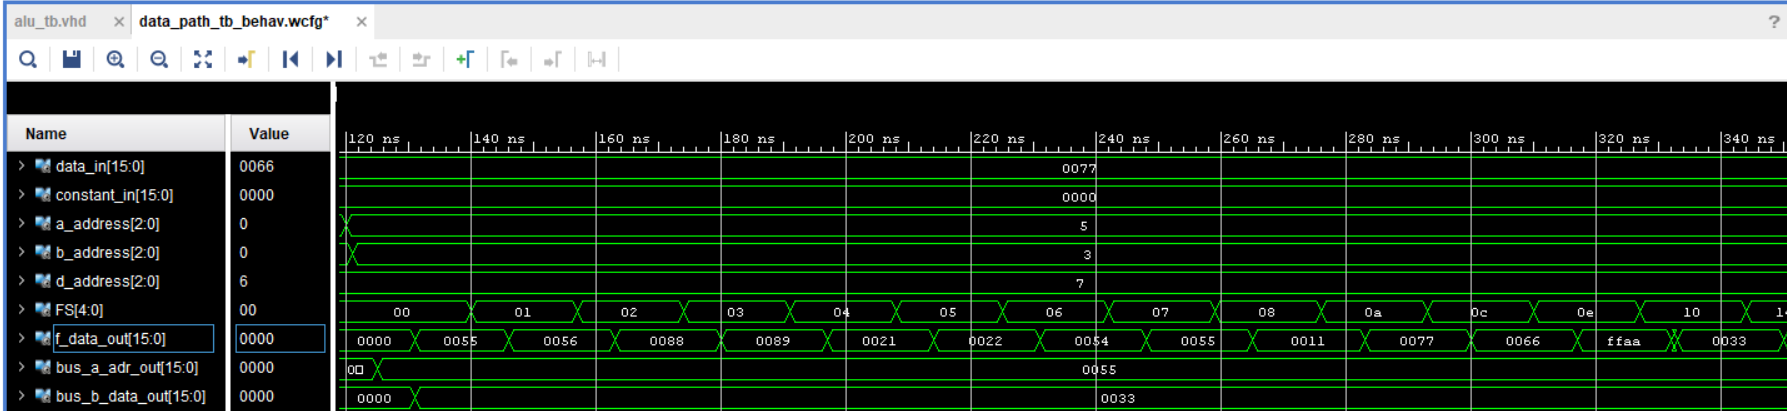 alu_tb.vhd × data_path_tb_behav.wcfg* × ?
Name Value 120 ns 140 ns 160 ns 180 ns 200 ns 220 ns 240 ns 260 ns 280 ns 300 ns 320 ns 340 ns
data_in[15:0] 0066 0077
constant_in[15:0] 0000 0000
a_address[2:0] 0 5
b_address[2:0] 0 3
d_address[2:0] 6 7
FS[4:0] 00 00 01 02 03 04 05 06 07 08 0a 0c 0e 10 14
f_data_out[15:0] 0000 0000 0055 0056 0088 0089 0021 0022 0054 0055 0011 0077 0066 ffaa 0033
bus_a_adr_out[15:0] 0000 00 0055
bus_b_data_out[15:0] 0000 0000 0033